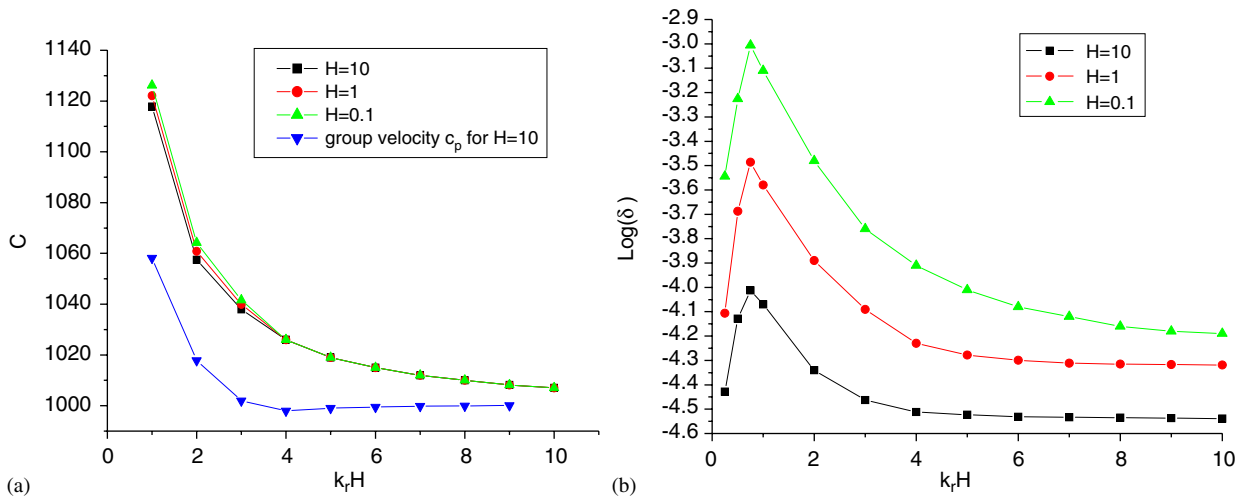 1140
1120
1100
1080
1060
1040
1020
1000
C
0
2
4
6
8
10
k_rH
H=10
H=1
H=0.1
group velocity c_p for H=10
(a)
-2.9
-3.0
-3.1
-3.2
-3.3
-3.4
-3.5
-3.6
-3.7
-3.8
-3.9
-4.0
-4.1
-4.2
-4.3
-4.4
-4.5
-4.6
Log(δ)
0
2
4
6
8
10
k_rH
H=10
H=1
H=0.1
(b)